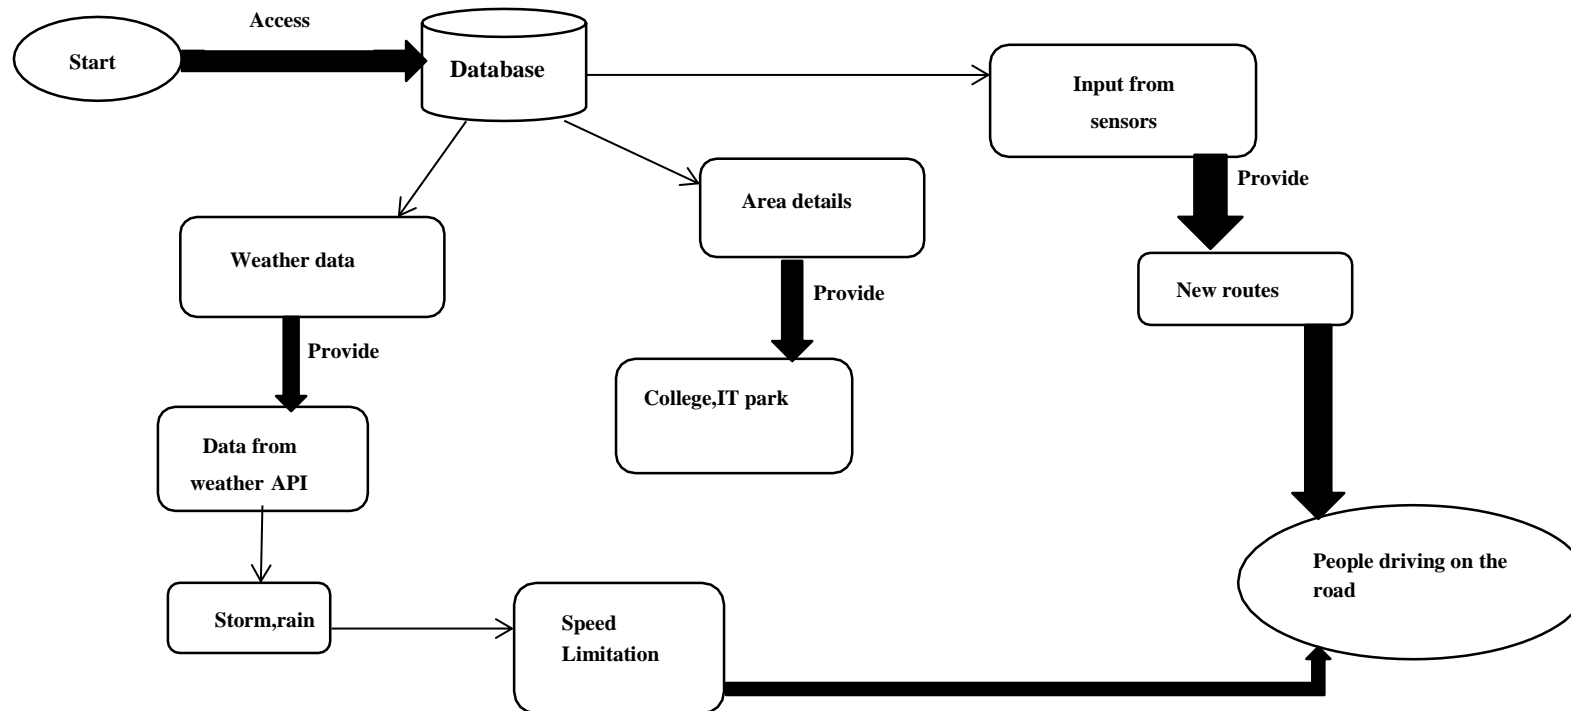 Access
Start
Database
Input from
sensors
Provide
Area details
Weather data
Provide
New routes
Provide
College,IT park
Data from
weather API
People driving on the
road
Storm,rain
Speed
Limitation